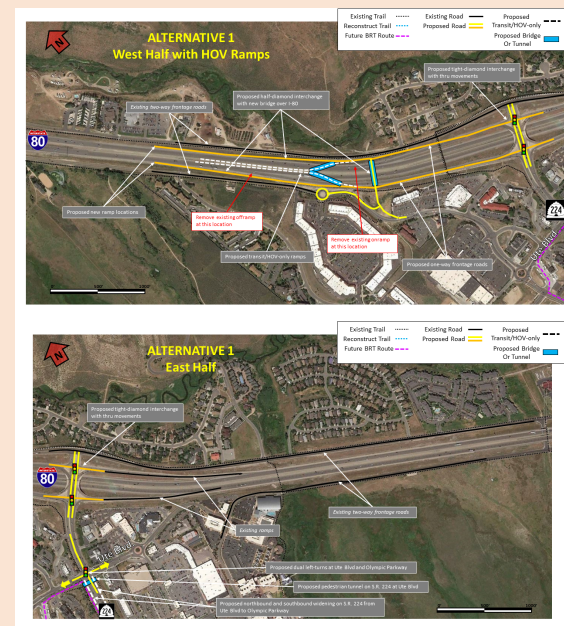 ALTERNATIVE 1
West Half with HOV Ramps
Existing Trail
Existing Road
Proposed
Transit/HOV-only
Reconstruct Trail
Proposed Road
Future BRT Route
Proposed Bridge
Or Tunnel
N
Proposed tight-diamond interchange
with thru movements
Proposed half-diamond interchange
with new bridge over I-80
Existing two-way frontage roads
80
224
Proposed new ramp locations
Remove existing offramp
at this location
Remove existing onramp
at this location
Proposed transit/HOV-only ramps
Proposed one-way frontage roads
Ute Blvd
ALTERNATIVE 1
East Half
Existing Trail
Existing Road
Proposed
Transit/HOV-only
Reconstruct Trail
Proposed Road
Future BRT Route
Proposed Bridge
Or Tunnel
N
Proposed tight-diamond interchange
with thru movements
80
Existing two-way frontage roads
Existing ramps
Ute Blvd
Proposed dual left-turns at Ute Blvd and Olympic Parkway
Proposed pedestrian tunnel on S.R. 224 at Ute Blvd
Proposed northbound and southbound widening on S.R. 224 from
Ute Blvd to Olympic Parkway
224